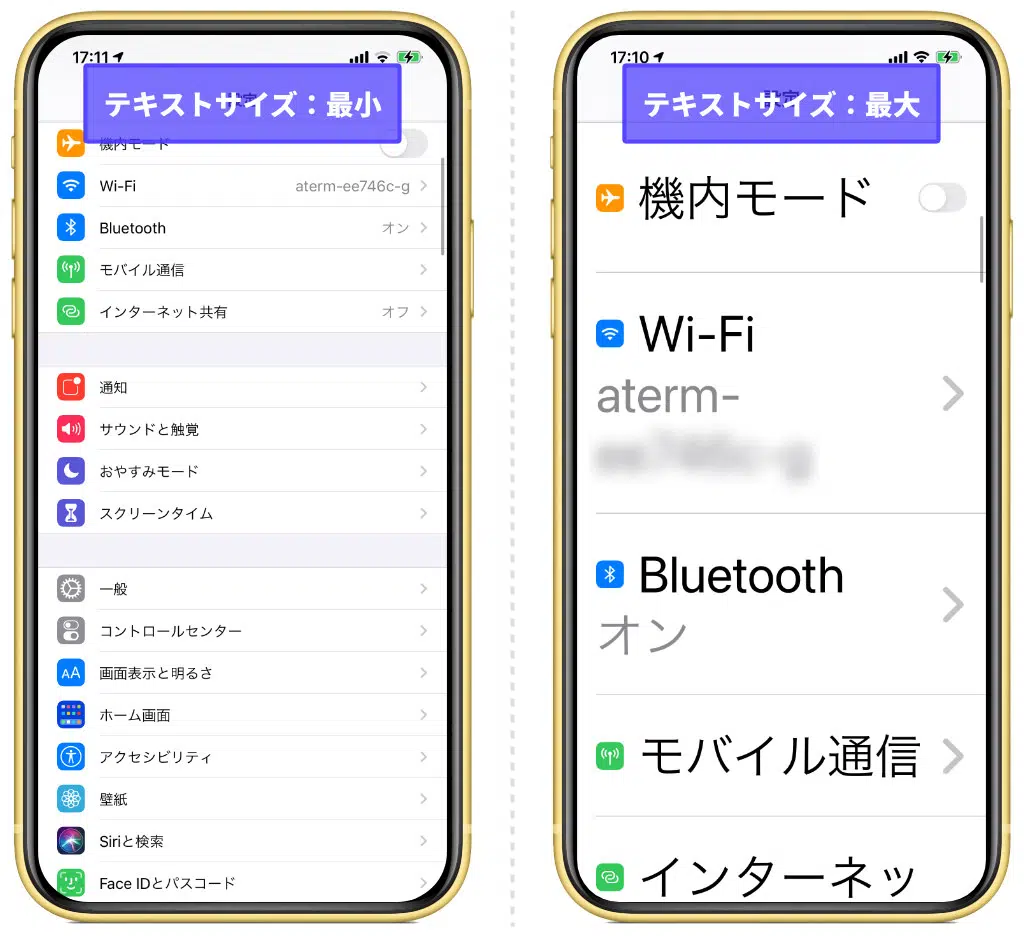 17:11
テキストサイズ：最小
機内モード
Wi-Fi aterm-ee746c-g
Bluetooth オン
モバイル通信
インターネット共有 オフ
通知
サウンドと触覚
おやすみモード
スクリーンタイム
一般
コントロールセンター
AA 画面表示と明るさ
ホーム画面
アクセシビリティ
壁紙
Siriと検索
Face IDとパスコード
17:10
テキストサイズ：最大
機内モード
Wi-Fi
aterm-
ee746c-g
Bluetooth
オン
モバイル通信
インターネッ